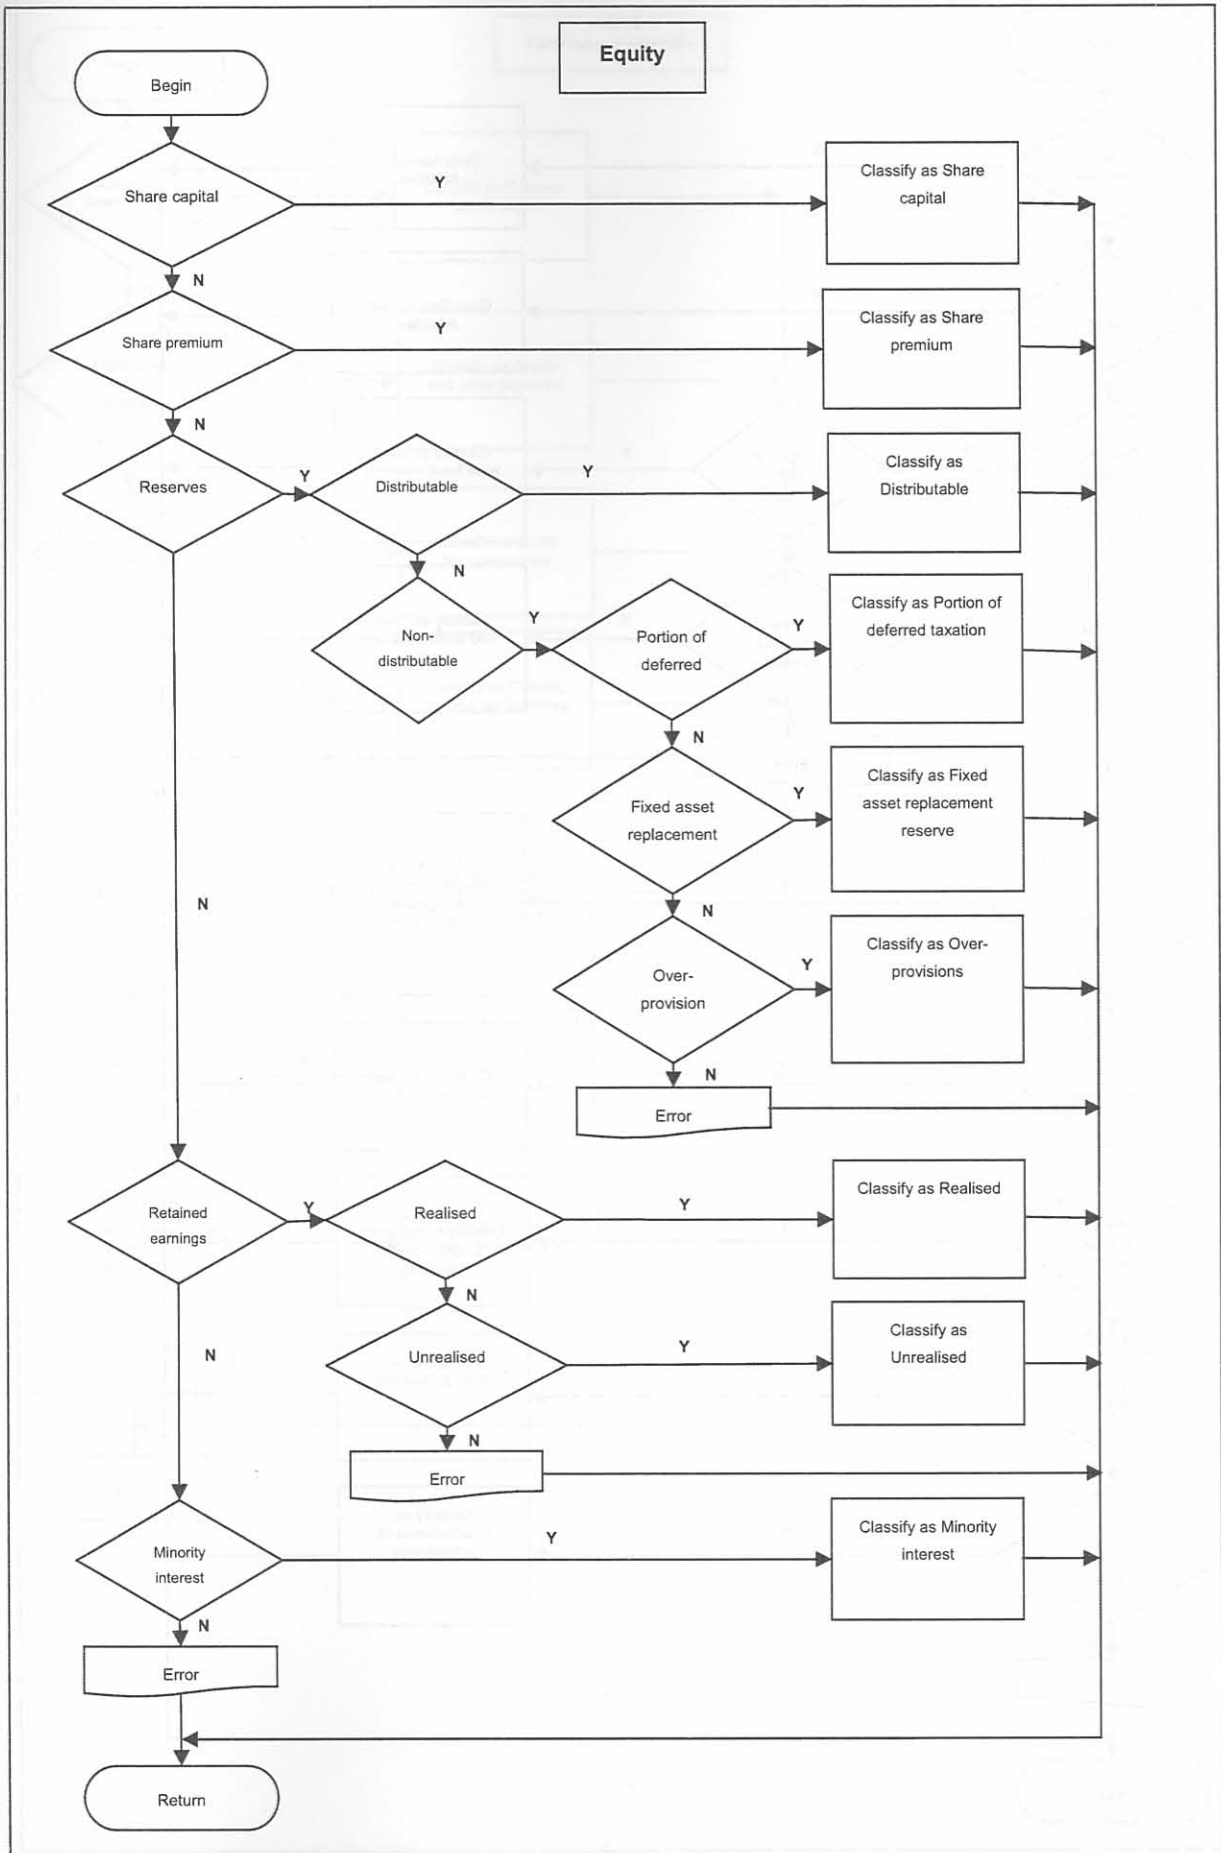 Equity
Begin
Share capital
Y
Classify as Share
capital
N
Share premium
Y
Classify as Share
premium
N
Reserves
Y
Distributable
Y
Classify as
Distributable
N
Non-
distributable
Y
Portion of
deferred
Y
Classify as Portion of
deferred taxation
N
Fixed asset
replacement
Y
Classify as Fixed
asset replacement
reserve
N
N
Over-
provision
Y
Classify as Over-
provisions
N
Error
Retained
earnings
Y
Realised
Y
Classify as Realised
N
N
Unrealised
Y
Classify as
Unrealised
N
Error
Minority
interest
Y
Classify as Minority
interest
N
Error
Return